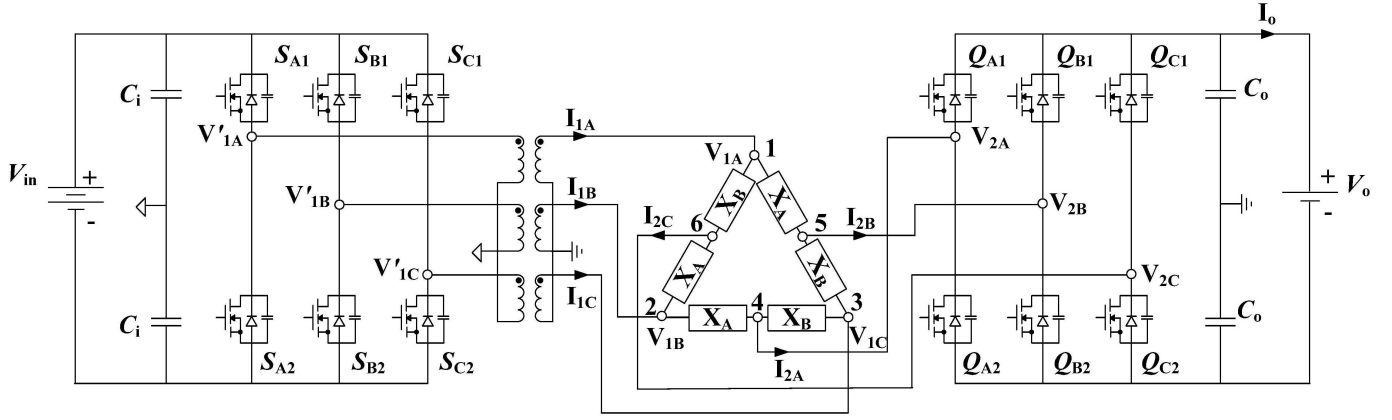 I₀
S_A1 S_B1 S_C1 Q_A1 Q_B1 Q_C1
C_i I_1A C_o
V'_1A V_1A 1 V_2A
V_in + - X_B X_A + - V_o
V'_1B I_1B I_2C 6 5 I_2B V_2B
X_A X_B
V'_1C I_1C V_2C
C_i 2 X_A 4 X_B 3 C_o
V_1B V_1C
S_A2 S_B2 S_C2 I_2A Q_A2 Q_B2 Q_C2